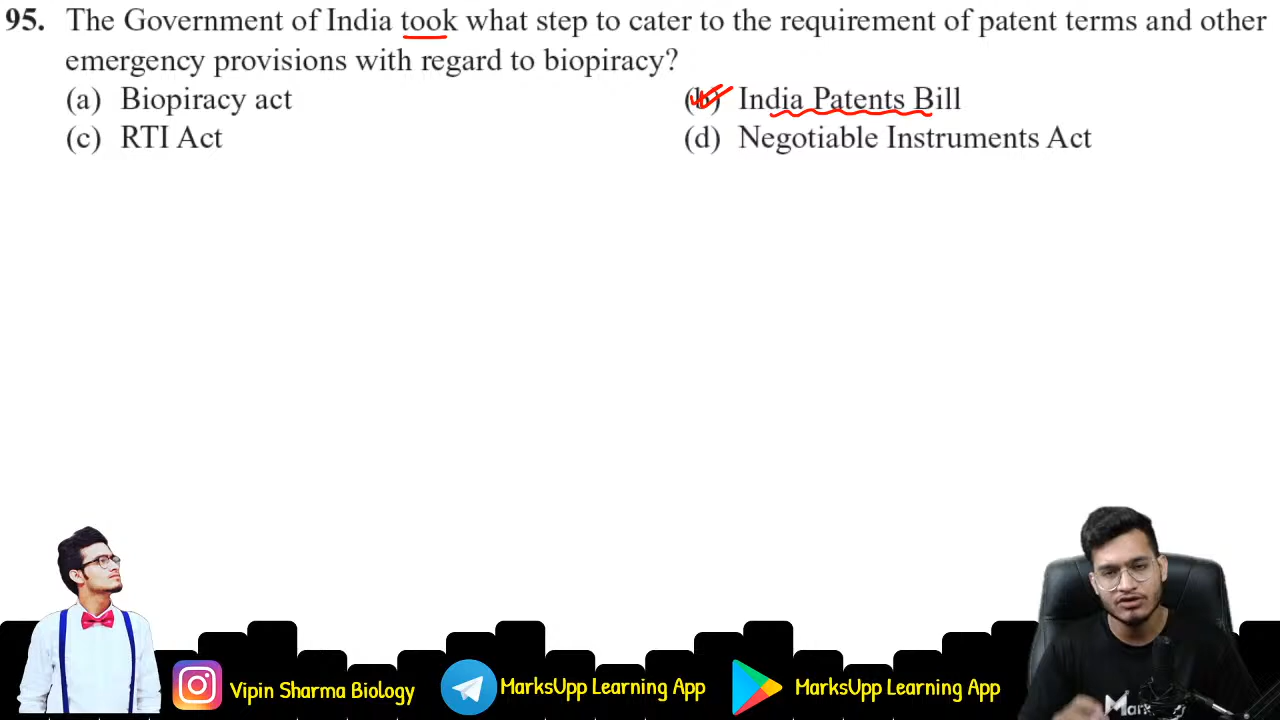 95. The Government of India took what step to cater to the requirement of patent terms and other
emergency provisions with regard to biopiracy?
(a) Biopiracy act
(b) India Patents Bill
(c) RTI Act
(d) Negotiable Instruments Act
Vipin Sharma Biology
MarksUpp Learning App
MarksUpp Learning App
Mark